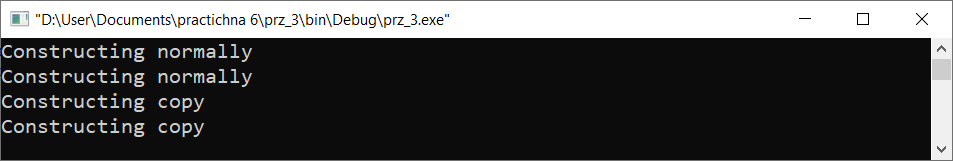 "D:\User\Documents\practichna 6\prz_3\bin\Debug\prz_3.exe"
Constructing normally
Constructing normally
Constructing copy
Constructing copy